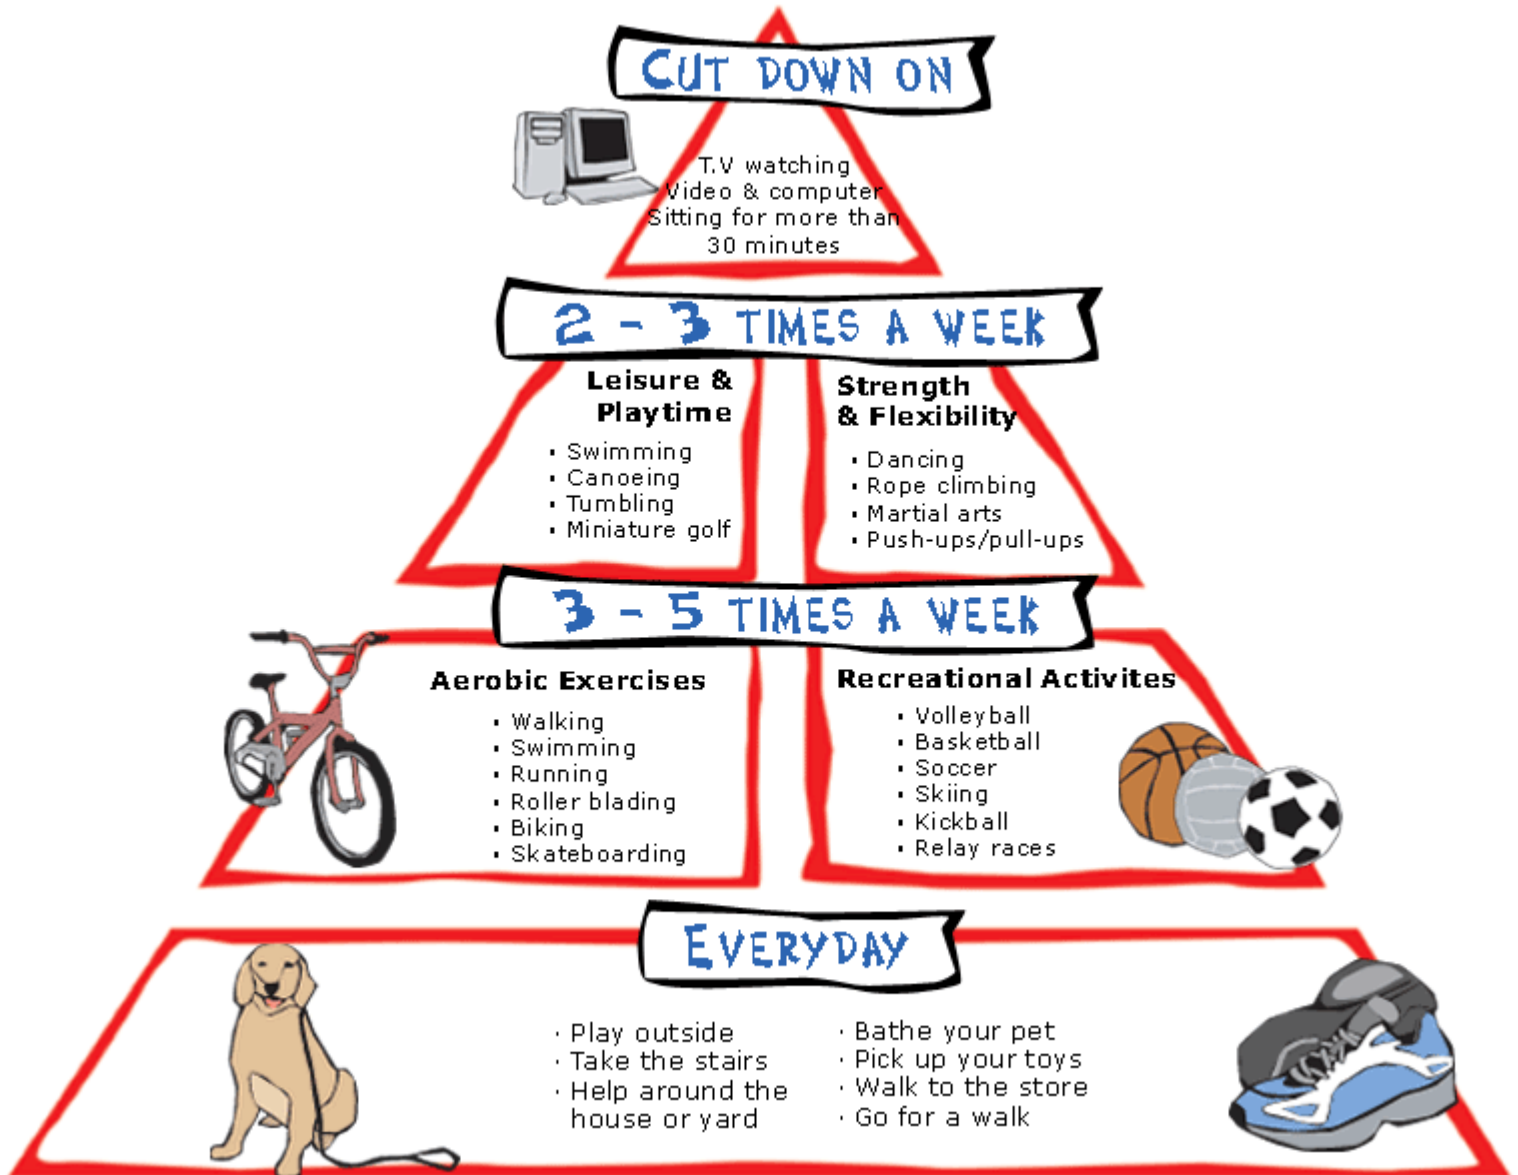 CUT DOWN ON
T.V watching
Video & computer
Sitting for more than
30 minutes
2 - 3 TIMES A WEEK
Leisure &
Playtime
▪ Swimming
▪ Canoeing
▪ Tumbling
▪ Miniature golf
Strength
& Flexibility
▪ Dancing
▪ Rope climbing
▪ Martial arts
▪ Push-ups/pull-ups
3 - 5 TIMES A WEEK
Aerobic Exercises
▪ Walking
▪ Swimming
▪ Running
▪ Roller blading
▪ Biking
▪ Skateboarding
Recreational Activites
▪ Volleyball
▪ Basketball
▪ Soccer
▪ Skiing
▪ Kickball
▪ Relay races
EVERYDAY
· Play outside
· Take the stairs
· Help around the
house or yard
· Bathe your pet
· Pick up your toys
· Walk to the store
· Go for a walk